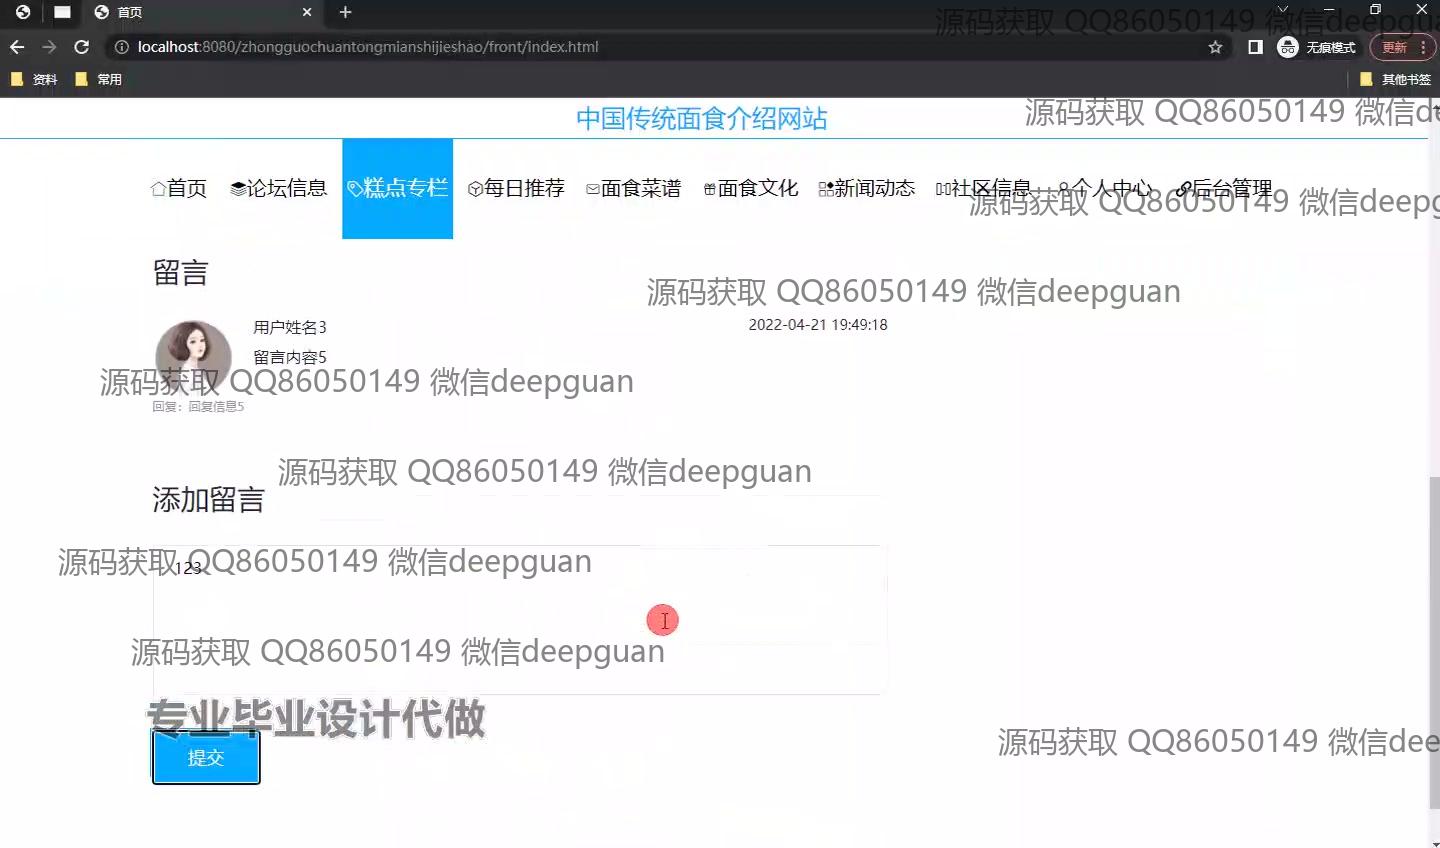 首页
localhost:8080/zhongguochuantongmianshijieshao/front/index.html
无痕模式
更新
资料
常用
其他书签
源码获取 QQ86050149 微信deepgua
中国传统面食介绍网站
源码获取 QQ86050149 微信de
首页
论坛信息
糕点专栏
每日推荐
面食菜谱
面食文化
新闻动态
社区信息
个人中心
后台管理
源码获取 QQ86050149 微信deepg
留言
源码获取 QQ86050149 微信deepguan
用户姓名3
2022-04-21 19:49:18
留言内容5
源码获取 QQ86050149 微信deepguan
回复：回复信息5
源码获取 QQ86050149 微信deepguan
添加留言
源码获取 QQ86050149 微信deepguan
123
源码获取 QQ86050149 微信deepguan
专业毕业设计代做
源码获取 QQ86050149 微信dee
提交